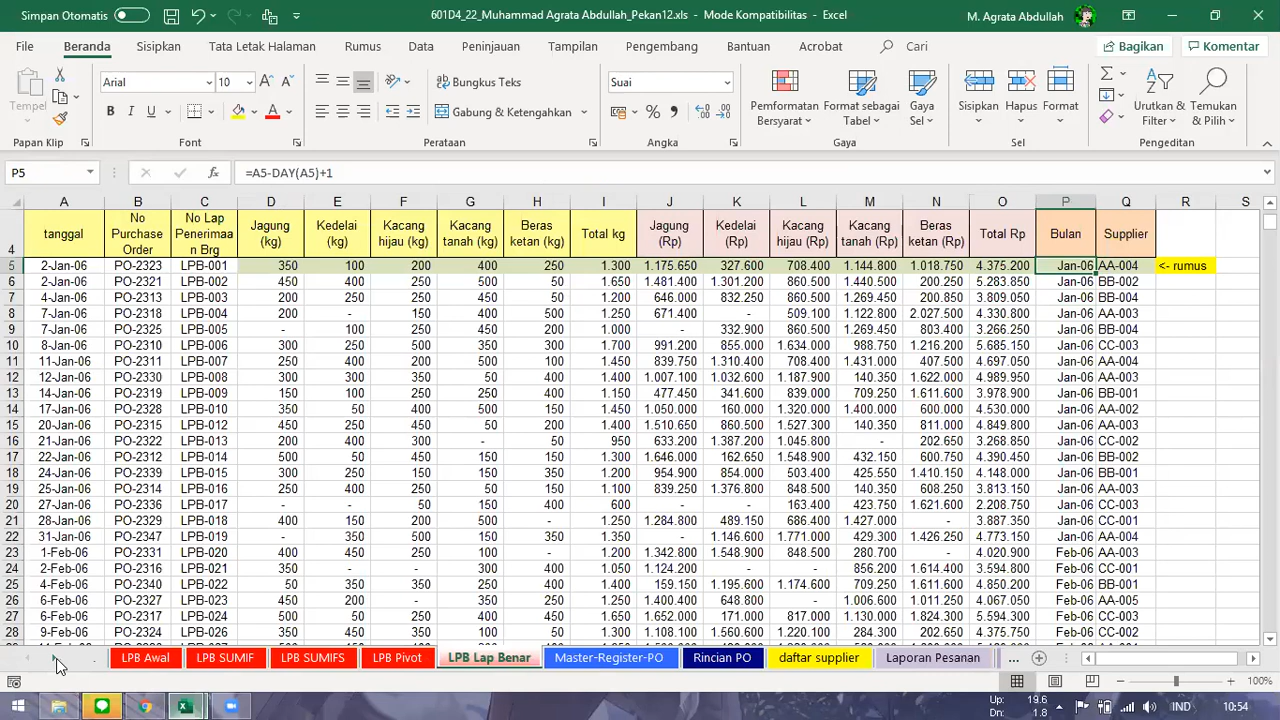 Simpan Otomatis
601D4_22_Muhammad Agrata Abdullah_Pekan12.xls - Mode Kompatibilitas - Excel
M. Agrata Abdullah
File Beranda Sisipkan Tata Letak Halaman Rumus Data Peninjauan Tampilan Pengembang Bantuan Acrobat Cari Bagikan Komentar
Tempel
Arial 10
B I U
Bungkus Teks
Gabung & Ketengahkan
Suai
Pemformatan Bersyarat
Format sebagai Tabel
Gaya Sel
Sisipkan Hapus Format
Urutkan & Filter
Temukan & Pilih
Papan Klip Font Perataan Angka Gaya Sel Pengeditan
P5 fx =A5-DAY(A5)+1
A B C D E F G H I J K L M N O P Q R S
4 tanggal No Purchase Order No Lap Penerimaa n Brg Jagung (kg) Kedelai (kg) Kacang hijau (kg) Kacang tanah (kg) Beras ketan (kg) Total kg Jagung (Rp) Kedelai (Rp) Kacang hijau (Rp) Kacang tanah (Rp) Beras ketan (Rp) Total Rp Bulan Supplier
5 2-Jan-06 PO-2323 LPB-001 350 100 200 400 250 1.300 1.175.650 327.600 708.400 1.144.800 1.018.750 4.375.200 Jan-06 AA-004 <- rumus
6 2-Jan-06 PO-2321 LPB-002 450 400 250 500 50 1.650 1.481.400 1.301.200 860.500 1.440.500 200.250 5.283.850 Jan-06 BB-002
7 4-Jan-06 PO-2313 LPB-003 200 250 250 450 50 1.200 646.000 832.250 860.500 1.269.450 200.850 3.809.050 Jan-06 BB-004
8 7-Jan-06 PO-2318 LPB-004 200 - 150 400 500 1.250 671.400 - 509.100 1.122.800 2.027.500 4.330.800 Jan-06 AA-003
9 7-Jan-06 PO-2325 LPB-005 - 100 250 450 200 1.000 - 332.900 860.500 1.269.450 803.400 3.266.250 Jan-06 BB-004
10 8-Jan-06 PO-2310 LPB-006 300 250 500 350 300 1.700 991.200 855.000 1.634.000 988.750 1.216.200 5.685.150 Jan-06 CC-003
11 11-Jan-06 PO-2311 LPB-007 250 400 200 500 100 1.450 839.750 1.310.400 708.400 1.431.000 407.500 4.697.050 Jan-06 AA-004
12 12-Jan-06 PO-2330 LPB-008 300 300 350 50 400 1.400 1.007.100 1.032.600 1.187.900 140.350 1.622.000 4.989.950 Jan-06 AA-003
13 14-Jan-06 PO-2319 LPB-009 150 100 250 250 400 1.150 477.450 341.600 839.000 709.250 1.611.600 3.978.900 Jan-06 BB-001
14 17-Jan-06 PO-2328 LPB-010 350 50 400 500 150 1.450 1.050.000 160.000 1.320.000 1.400.000 600.000 4.530.000 Jan-06 AA-002
15 20-Jan-06 PO-2315 LPB-012 450 250 450 50 200 1.400 1.510.650 860.500 1.527.300 140.350 811.000 4.849.800 Jan-06 AA-003
16 21-Jan-06 PO-2322 LPB-013 200 400 300 - 50 950 633.200 1.387.200 1.045.800 - 202.650 3.268.850 Jan-06 CC-002
17 22-Jan-06 PO-2312 LPB-014 500 50 450 150 150 1.300 1.646.000 162.650 1.548.900 432.150 600.750 4.390.450 Jan-06 BB-002
18 24-Jan-06 PO-2339 LPB-015 300 250 150 150 350 1.200 954.900 854.000 503.400 425.550 1.410.150 4.148.000 Jan-06 BB-001
19 25-Jan-06 PO-2314 LPB-016 250 400 250 50 150 1.100 839.250 1.376.800 848.500 140.350 608.250 3.813.150 Jan-06 AA-003
20 27-Jan-06 PO-2336 LPB-017 - - 50 150 400 600 - - 163.400 423.750 1.621.600 2.208.750 Jan-06 CC-003
21 28-Jan-06 PO-2329 LPB-018 400 150 200 500 - 1.250 1.284.800 489.150 686.400 1.427.000 - 3.887.350 Jan-06 CC-001
22 31-Jan-06 PO-2347 LPB-019 - 350 500 150 350 1.350 - 1.146.600 1.771.000 429.300 1.426.250 4.773.150 Jan-06 AA-004
23 1-Feb-06 PO-2331 LPB-020 400 450 250 100 - 1.200 1.342.800 1.548.900 848.500 280.700 - 4.020.900 Feb-06 AA-003
24 2-Feb-06 PO-2316 LPB-021 350 - - 300 400 1.050 1.124.200 - - 856.200 1.614.400 3.594.800 Feb-06 CC-001
25 4-Feb-06 PO-2340 LPB-022 50 350 350 250 400 1.400 159.150 1.195.600 1.174.600 709.250 1.611.600 4.850.200 Feb-06 BB-001
26 6-Feb-06 PO-2327 LPB-023 450 200 - 350 250 1.250 1.400.400 648.800 - 1.006.600 1.011.250 4.067.050 Feb-06 AA-005
27 6-Feb-06 PO-2317 LPB-024 500 50 250 400 450 1.650 1.652.000 171.000 817.000 1.130.000 1.824.300 5.594.300 Feb-06 CC-003
28 9-Feb-06 PO-2324 LPB-026 350 450 350 100 50 1.300 1.108.100 1.560.600 1.220.100 284.300 202.650 4.375.750 Feb-06 CC-002
LPB Awal LPB SUMIF LPB SUMIFS LPB Pivot LPB Lap Benar Master-Register-PO Rincian PO daftar supplier Laporan Pesanan ...
100%
Up: 19.6
Dn: 1.8
IND 10:54